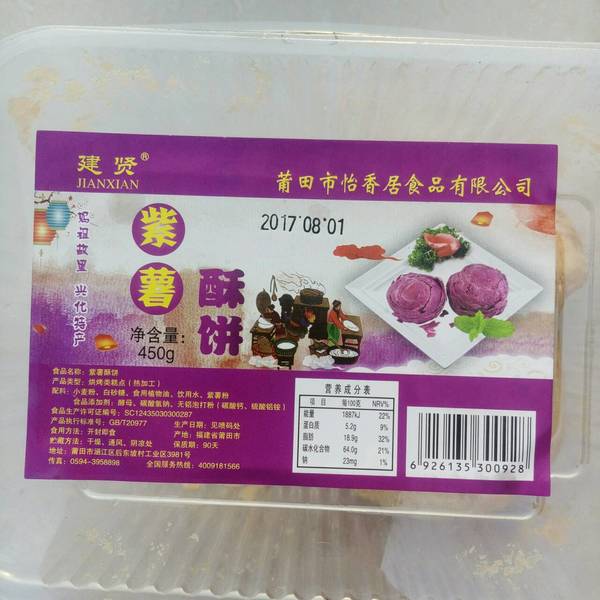 建贤®
JIANXIAN
莆田市怡香居食品有限公司
妈祖故里 兴化特产
2017 08 01
紫薯
酥饼
净含量:
450g
食品名称: 紫薯酥饼
产品类型: 烘烤类糕点（热加工）
配料: 小麦粉、白砂糖、食用植物油、饮用水、紫薯粉
食品添加剂: 酵母、碳酸氢钠、无铝泡打粉（碳酸钙、硫酸铝铵）
食品生产许可证编号: SC12435030300287
产品执行标准号: GB/T20977
生产日期: 见喷码处
食用方法: 开封即食
产地: 福建省莆田市
贮藏方法: 干燥、通风、阴凉处
保质期: 90天
地址: 莆田市涵江区后东坡村工业区3981号
传真: 0594-3958898
全国服务热线: 4009181566
营养成分表
项目 每100克 NRV%
能量 1887kJ 22%
蛋白质 5.2g 9%
脂肪 18.9g 32%
碳水化合物 64.0g 21%
钠 23mg 1%
6 926135 300928